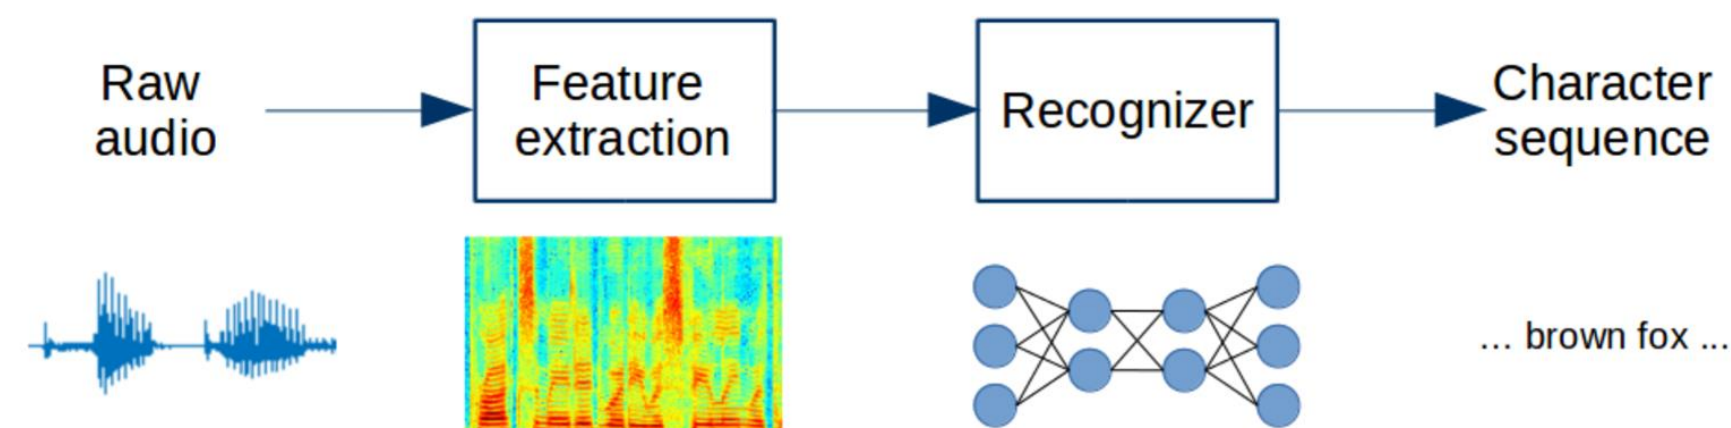 Raw
audio
Feature
extraction
Recognizer
Character
sequence
... brown fox ...